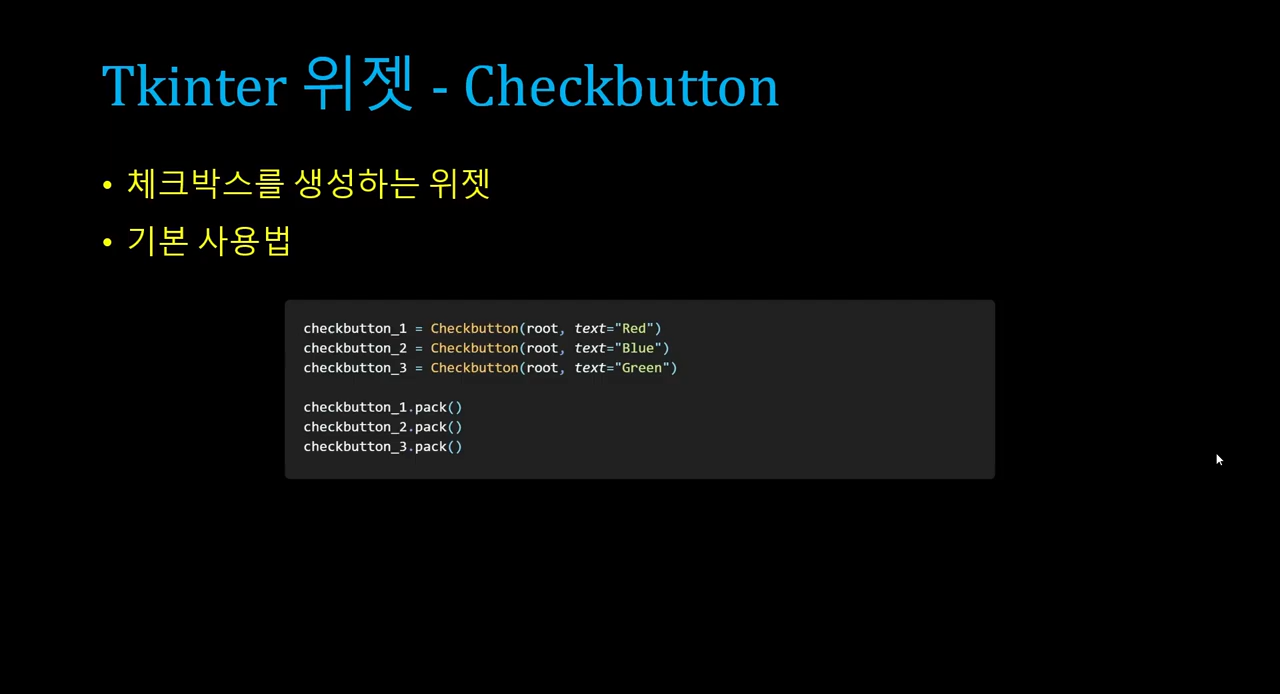 Tkinter 위젯 - Checkbutton
• 체크박스를 생성하는 위젯
• 기본 사용법
checkbutton_1 = Checkbutton(root, text="Red")
checkbutton_2 = Checkbutton(root, text="Blue")
checkbutton_3 = Checkbutton(root, text="Green")
checkbutton_1.pack()
checkbutton_2.pack()
checkbutton_3.pack()